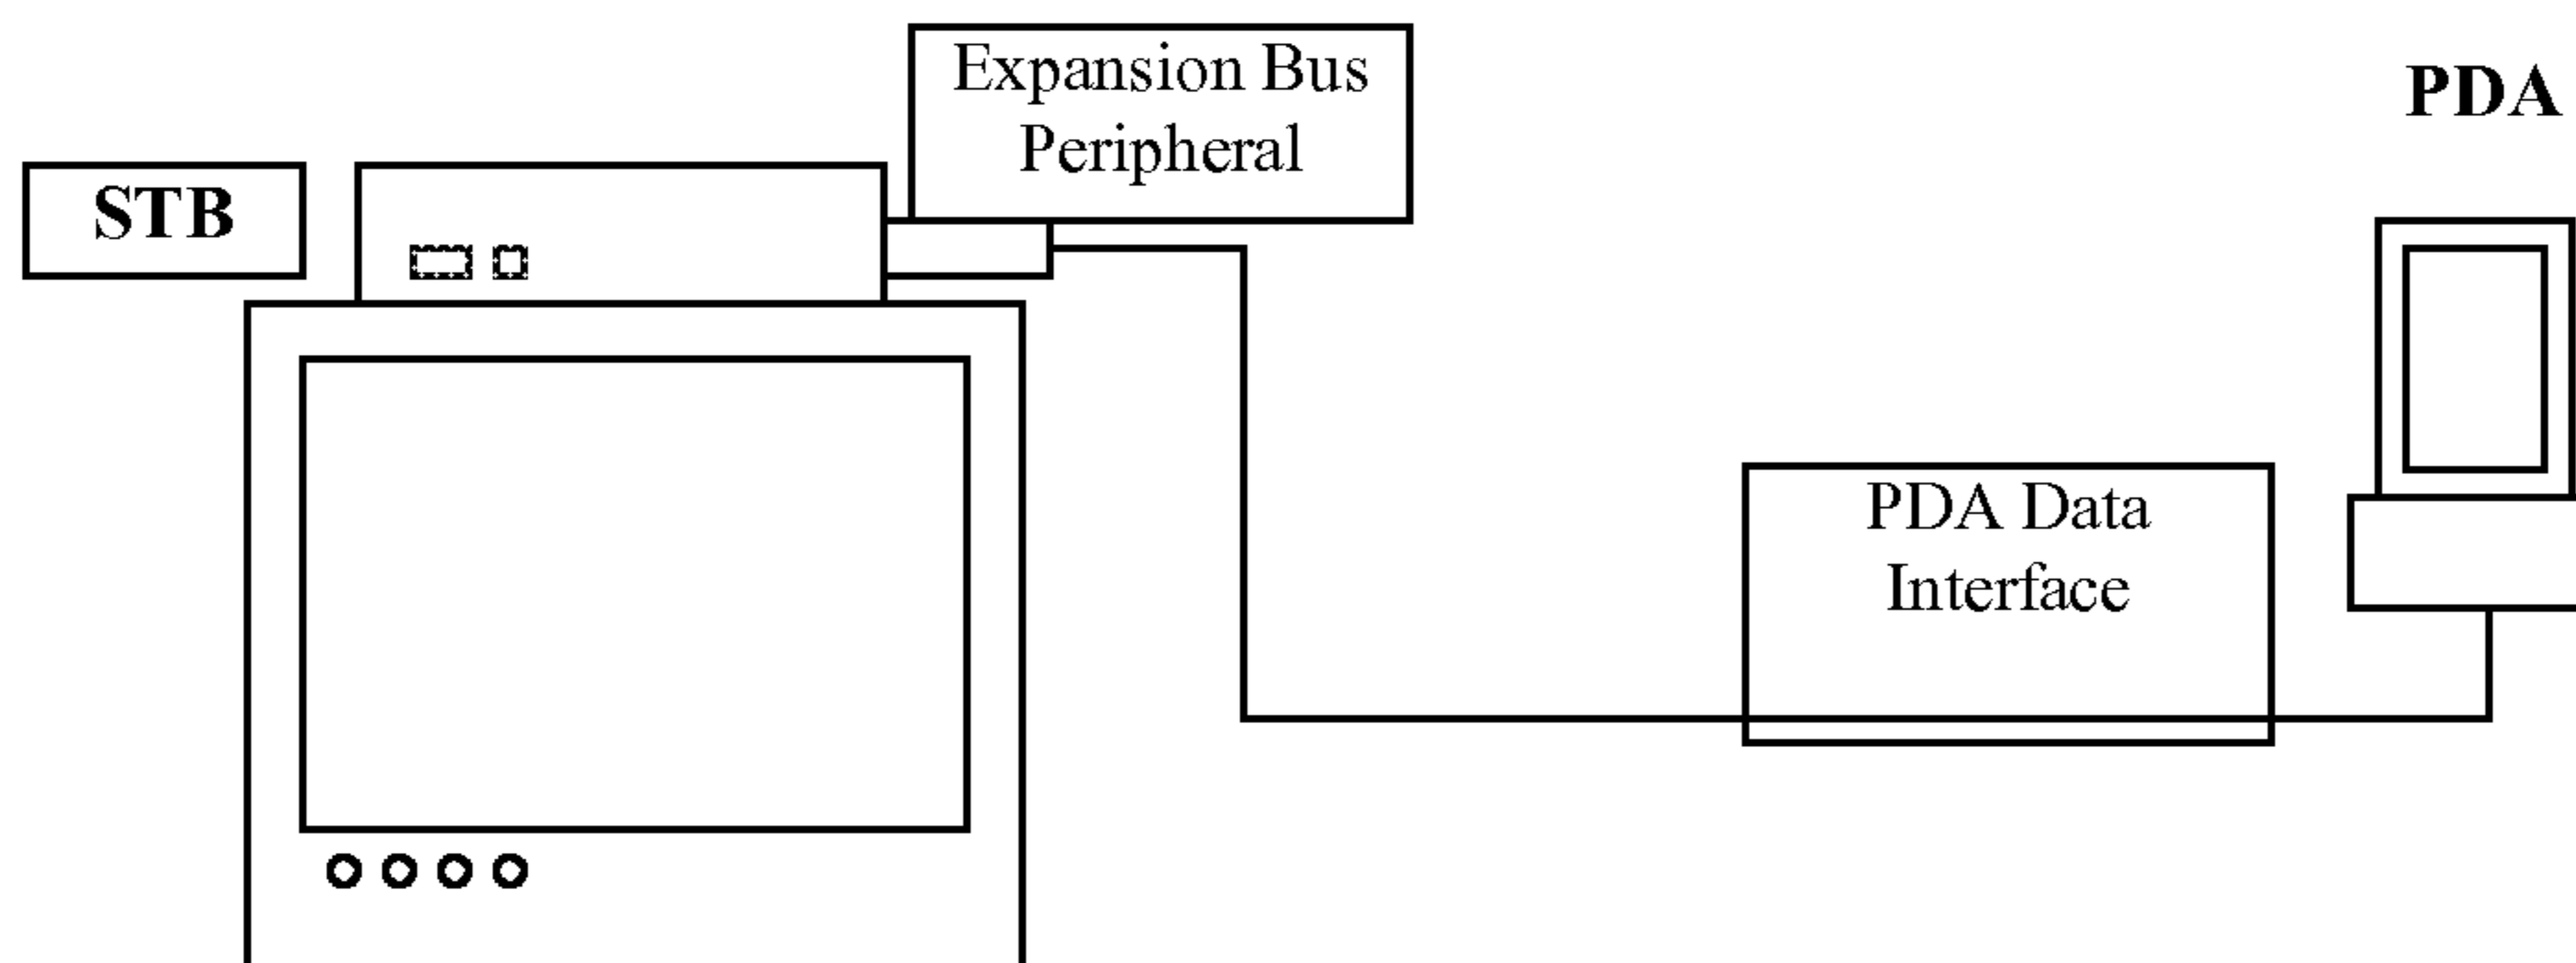 Expansion Bus
Peripheral
PDA
STB
PDA Data
Interface